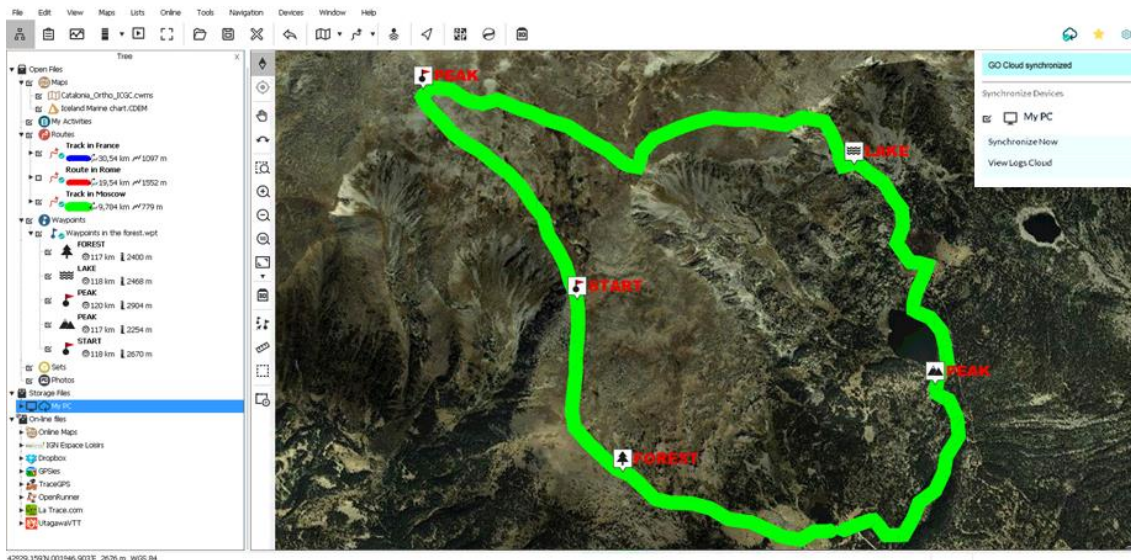 File Edit View Maps Lists Online Tools Navigation Devices Window Help
Tree X
Open Files
Maps
Catalonia_Ortho_ICGC.cwms
Iceland Marine chart.CDEM
My Activities
Routes
Track in France
30,54 km 1097 m
Route in Rome
19,54 km 1552 m
Track in Moscow
9,784 km 779 m
Waypoints
Waypoints in the forest.wpt
FOREST
117 km 2400 m
LAKE
118 km 2468 m
PEAK
120 km 2904 m
PEAK
117 km 2254 m
START
118 km 2670 m
Sets
Photos
Storage Files
My PC
On-line files
Online Maps
IGN Espace Loisirs
Dropbox
GPSies
TraceGPS
OpenRunner
La Trace.com
UtagawaVTT
PEAK
LAKE
START
PEAK
FOREST
GO Cloud synchronized
Synchronize Devices
My PC
Synchronize Now
View Logs Cloud